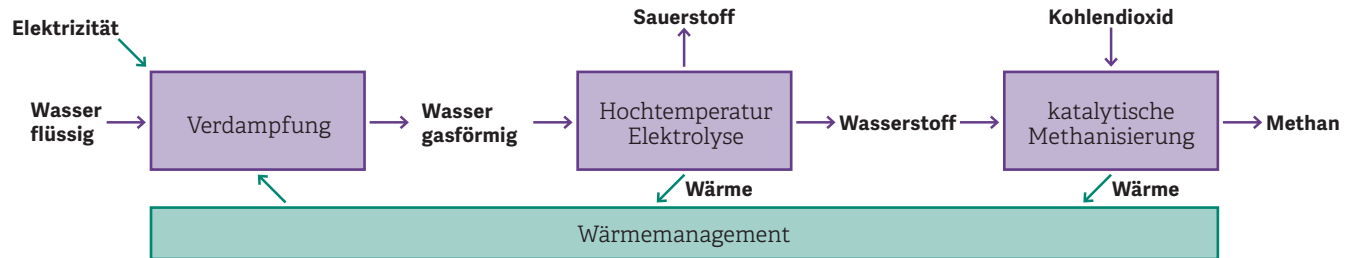 Elektrizität
Sauerstoff
Kohlendioxid
Wasser
flüssig
Verdampfung
Wasser
gasförmig
Hochtemperatur
Elektrolyse
Wasserstoff
katalytische
Methanisierung
Methan
Wärme
Wärme
Wärmemanagement